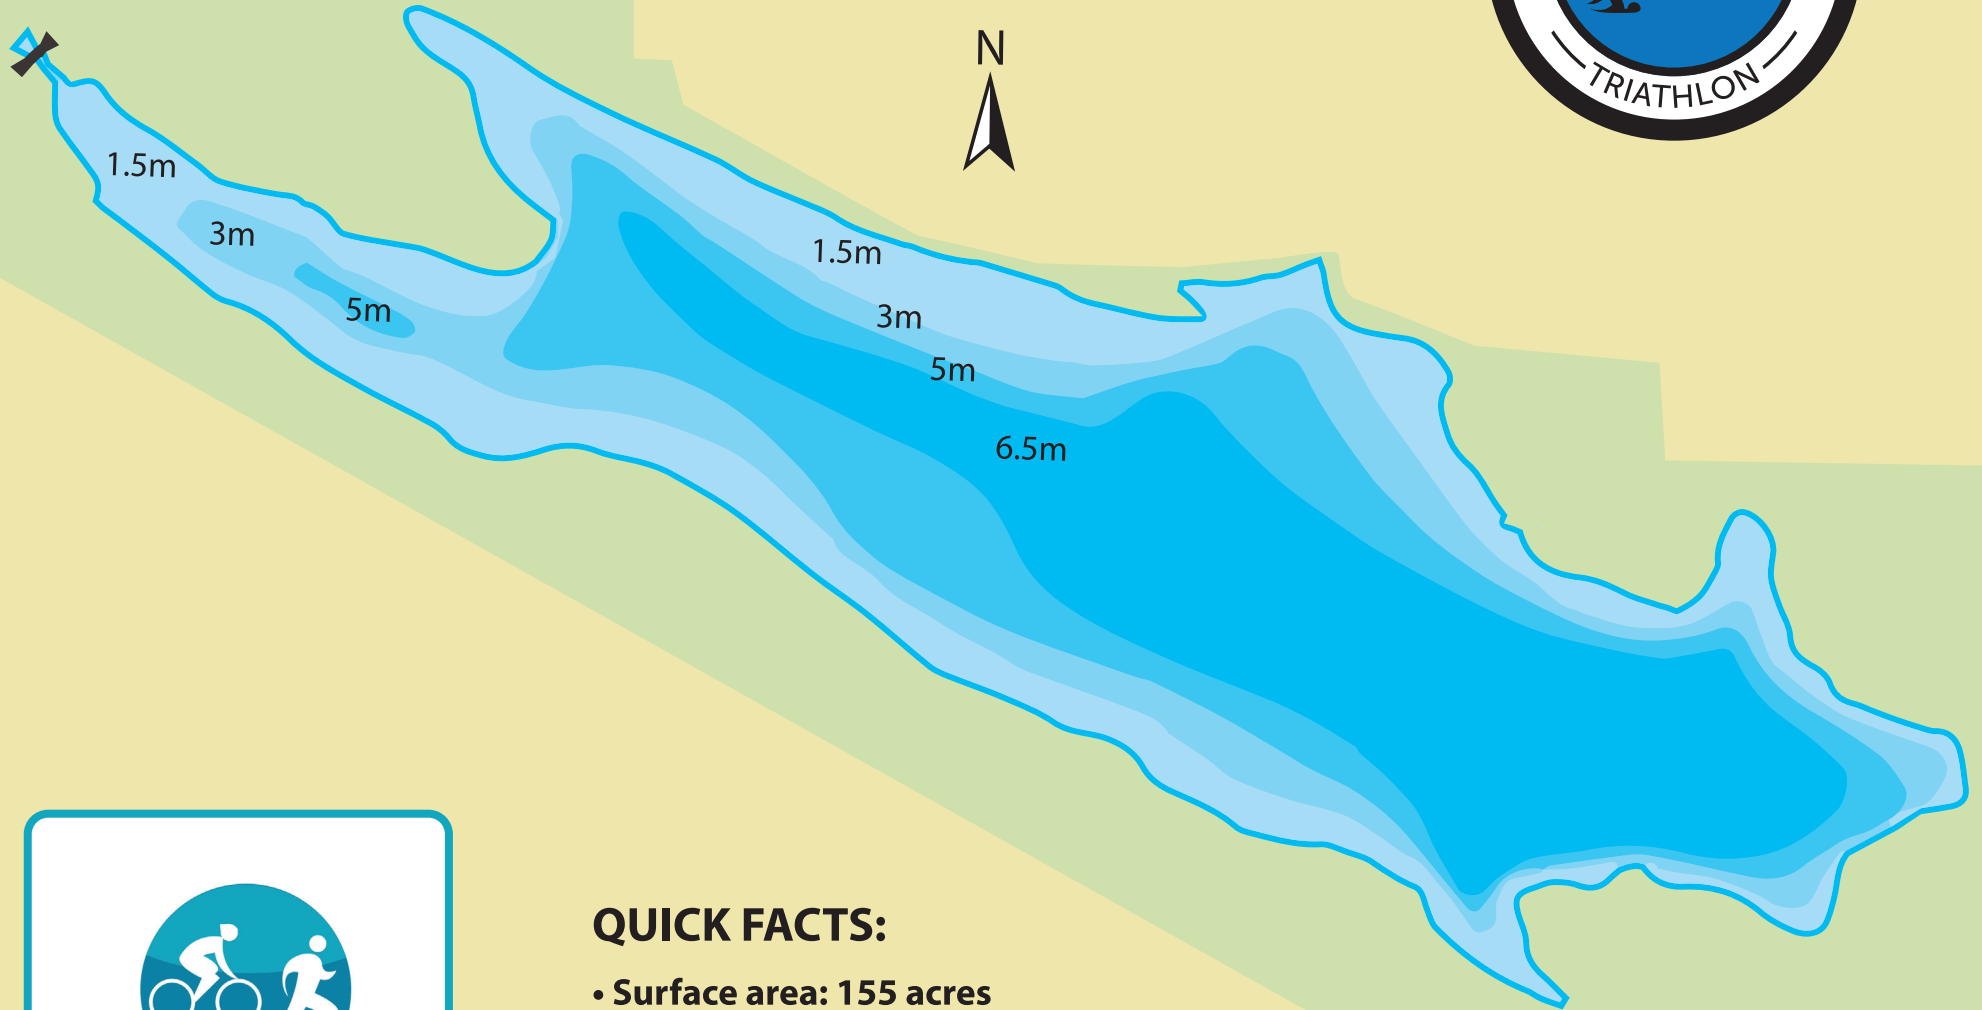 N
TRIATHLON
1.5m
3m
5m
1.5m
3m
5m
6.5m
QUICK FACTS:
• Surface area: 155 acres